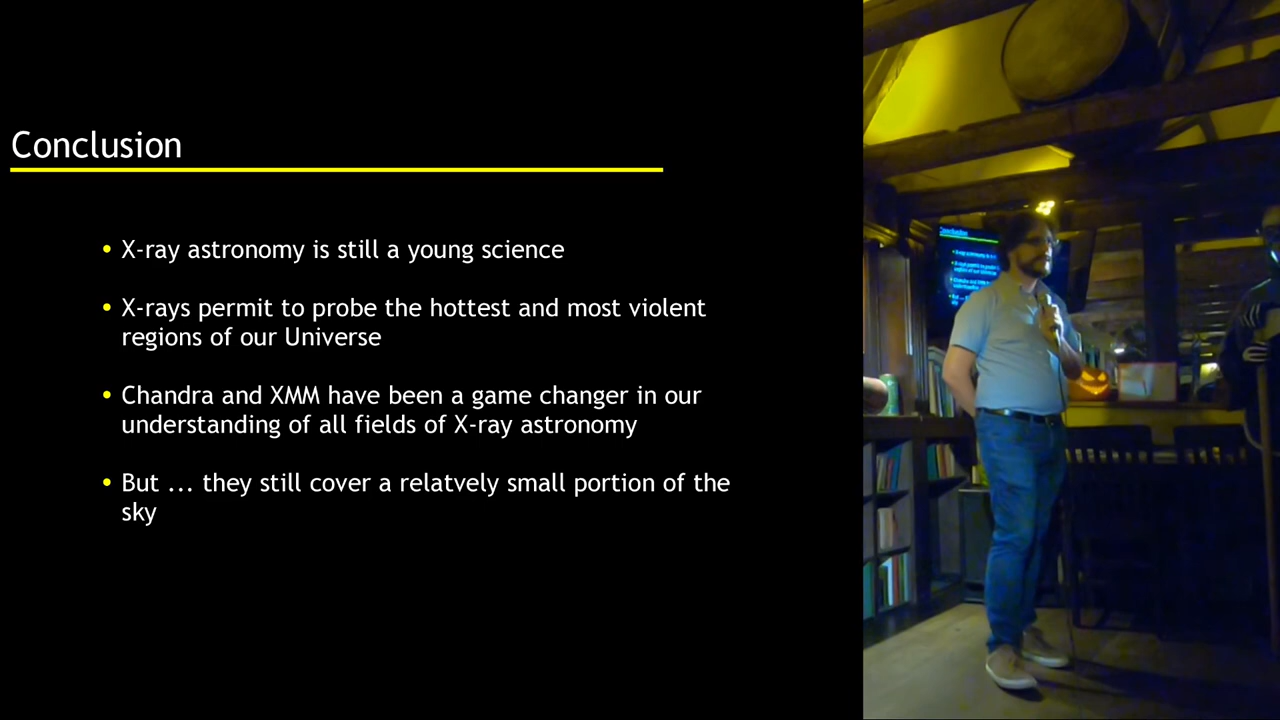 Conclusion
• X-ray astronomy is still a young science
• X-rays permit to probe the hottest and most violent
regions of our Universe
• Chandra and XMM have been a game changer in our
understanding of all fields of X-ray astronomy
• But ... they still cover a relatvely small portion of the
sky